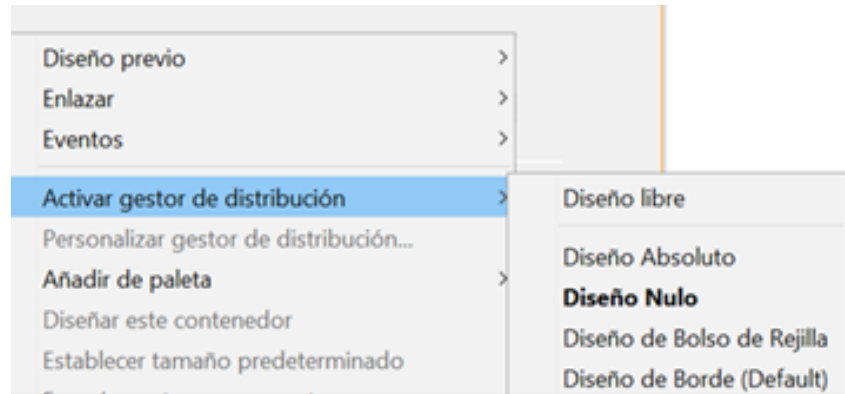 Diseño previo
Enlazar
Eventos
Activar gestor de distribución
Personalizar gestor de distribución...
Añadir de paleta
Diseñar este contenedor
Establecer tamaño predeterminado
Diseño libre
Diseño Absoluto
Diseño Nulo
Diseño de Bolso de Rejilla
Diseño de Borde (Default)